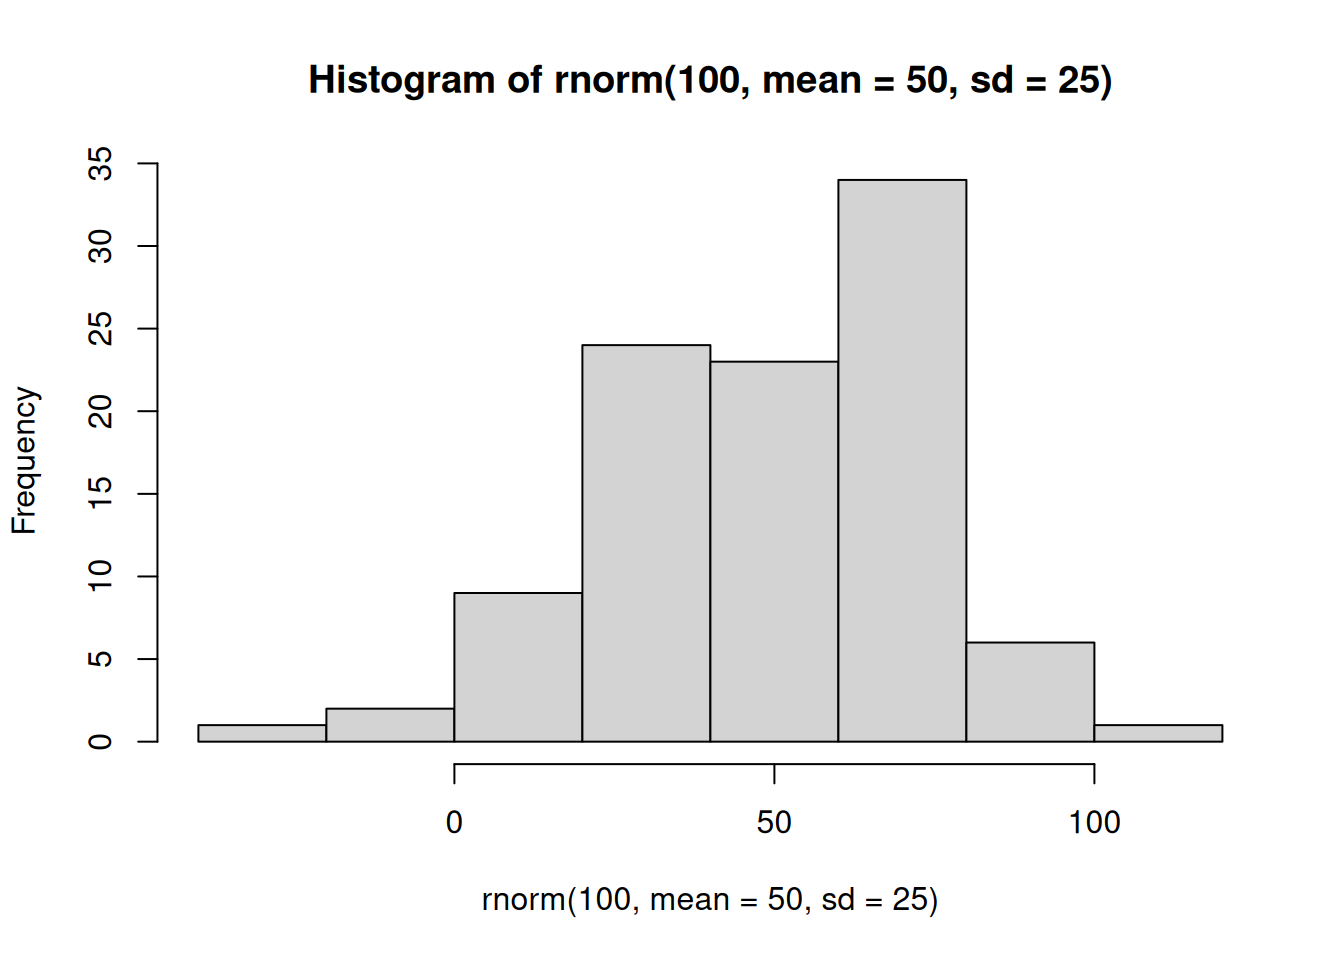 Histogram of rnorm(100, mean = 50, sd = 25)
35
30
25
20
15
10
5
0
Frequency
0 50 100
rnorm(100, mean = 50, sd = 25)